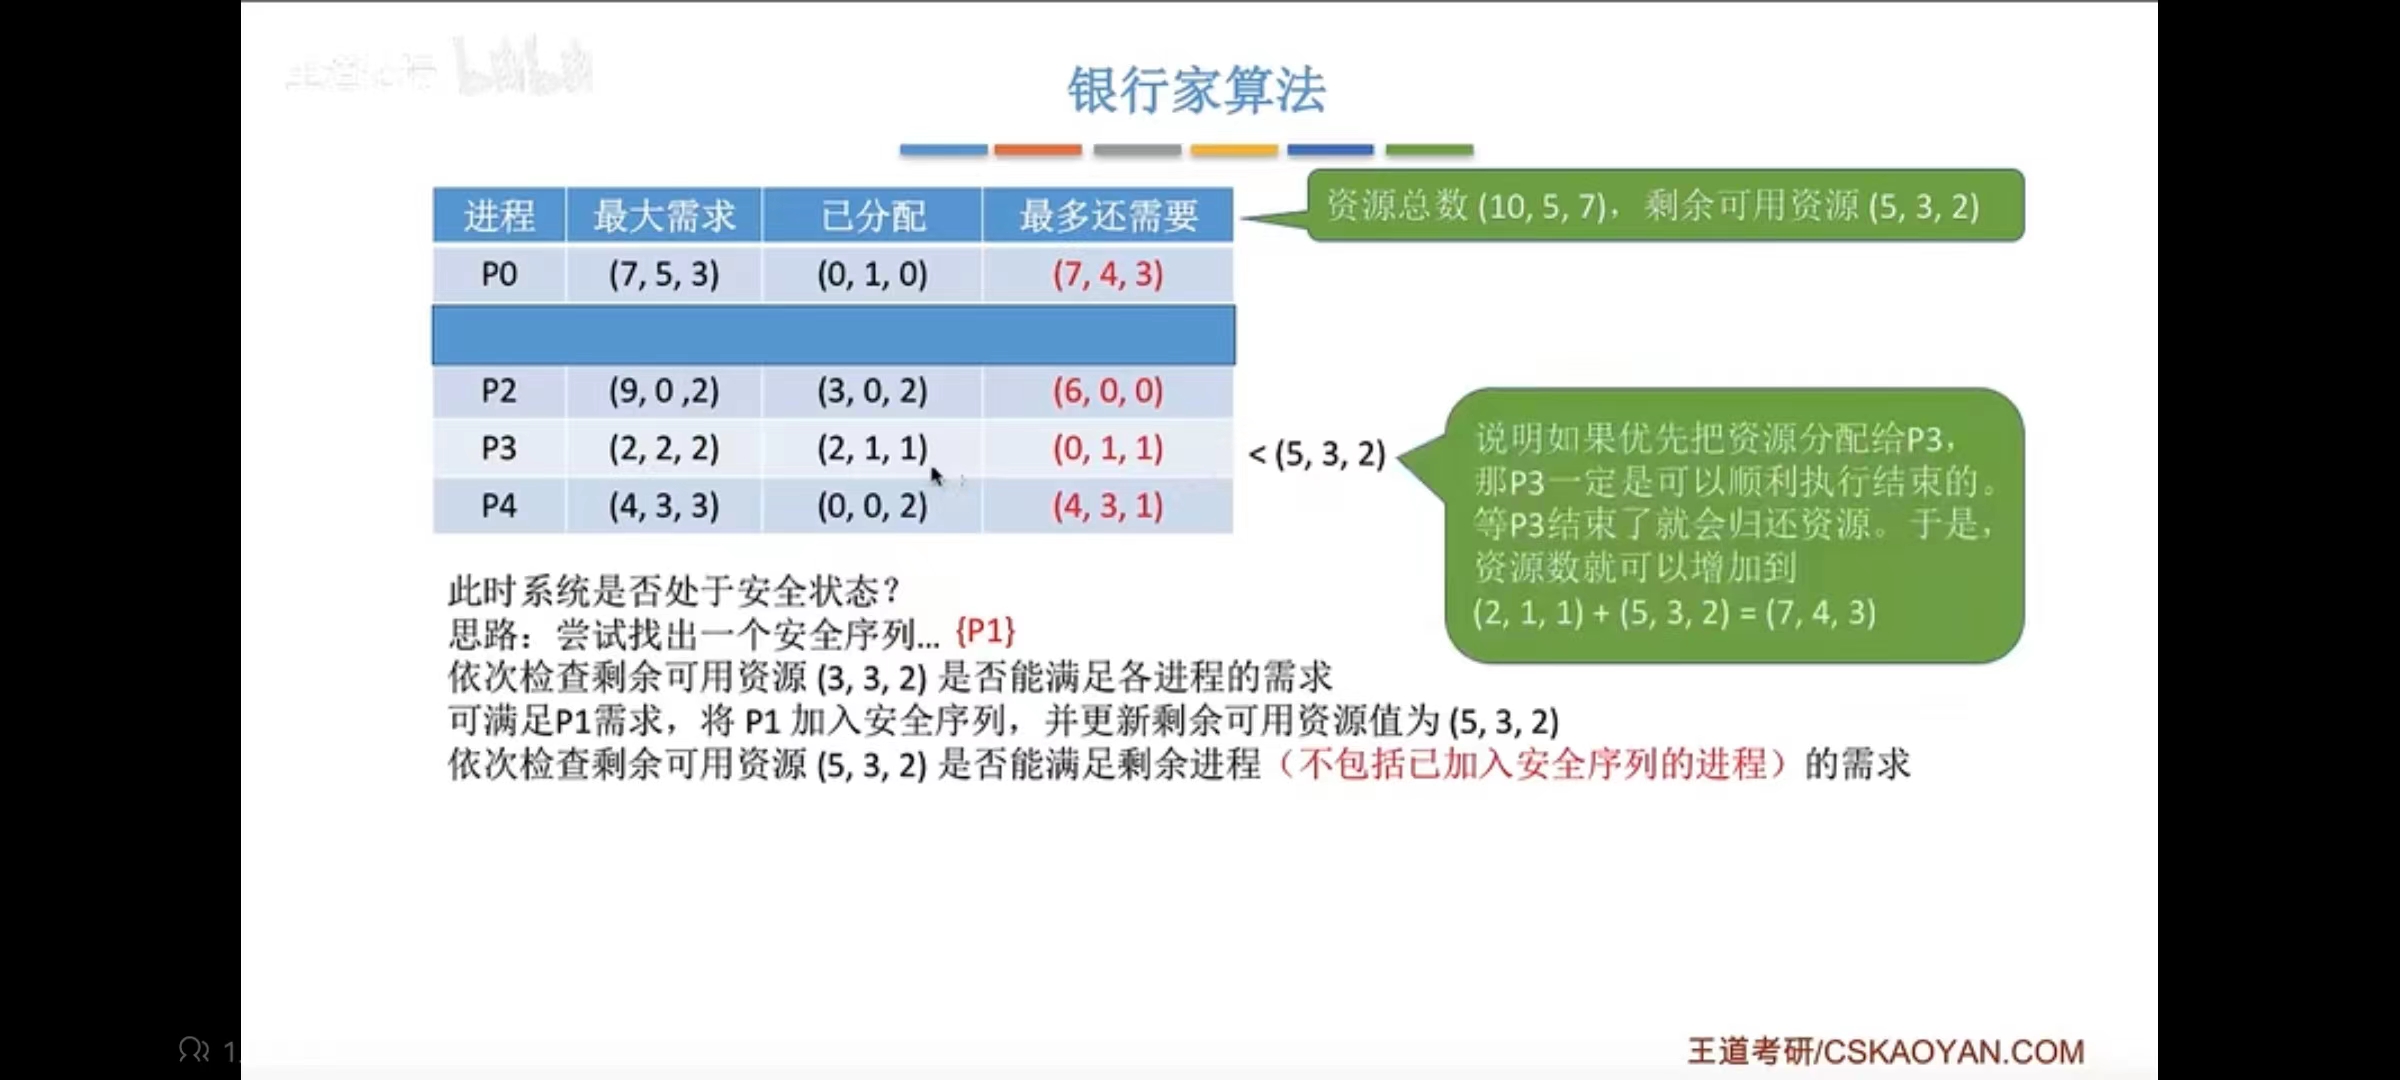 银行家算法
资源总数 (10, 5, 7)，剩余可用资源 (5, 3, 2)
进程 最大需求 已分配 最多还需要
P0 (7, 5, 3) (0, 1, 0) (7, 4, 3)
P2 (9, 0 ,2) (3, 0, 2) (6, 0, 0)
P3 (2, 2, 2) (2, 1, 1) (0, 1, 1)
P4 (4, 3, 3) (0, 0, 2) (4, 3, 1)
< (5, 3, 2)
说明如果优先把资源分配给P3，
那P3一定是可以顺利执行结束的。
等P3结束了就会归还资源。于是，
资源数就可以增加到
(2, 1, 1) + (5, 3, 2) = (7, 4, 3)
此时系统是否处于安全状态？
思路：尝试找出一个安全序列... {P1}
依次检查剩余可用资源 (3, 3, 2) 是否能满足各进程的需求
可满足P1需求，将 P1 加入安全序列，并更新剩余可用资源值为 (5, 3, 2)
依次检查剩余可用资源 (5, 3, 2) 是否能满足剩余进程（不包括已加入安全序列的进程）的需求
王道考研/CSKAOYAN.COM